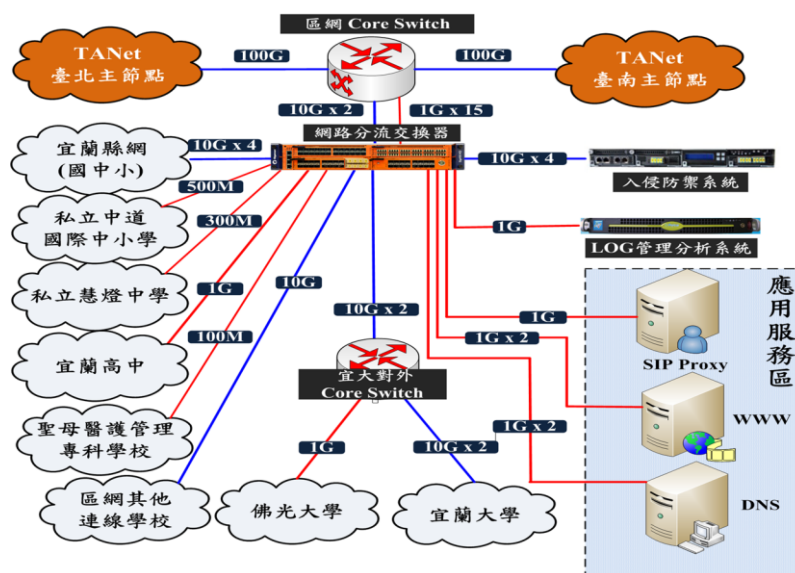 區網 Core Switch
TANet
臺北主節點
100G
100G
TANet
臺南主節點
10G x 2
1G x 15
網路分流交換器
宜蘭縣網
(國中小)
10G x 4
10G x 4
入侵防禦系統
500M
私立中道
國際中小學
300M
1G
LOG管理分析系統
私立慧燈中學
1G
10G
10G x 2
1G
SIP Proxy
應用服務區
宜蘭高中
100M
1G x 2
宜大對外
Core Switch
WWW
聖母醫護管理
專科學校
1G
10G x 2
1G x 2
區網其他
連線學校
佛光大學
宜蘭大學
DNS